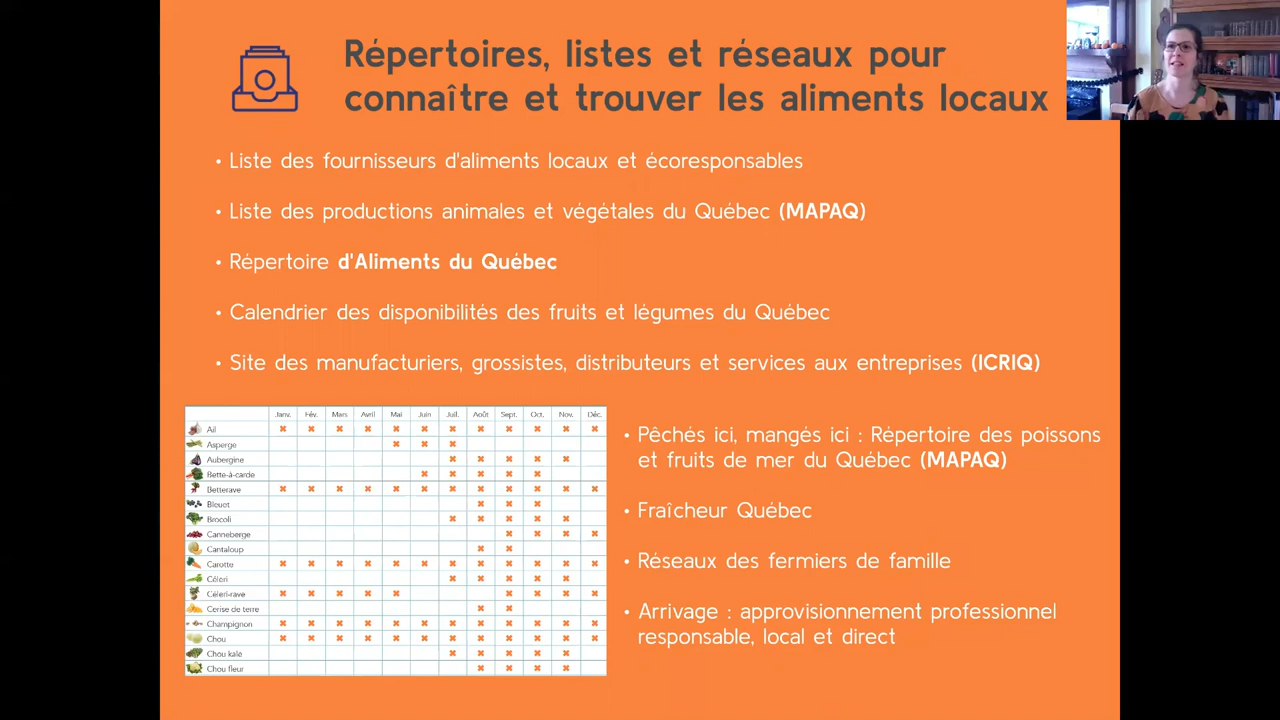 Répertoires, listes et réseaux pour
connaître et trouver les aliments locaux
• Liste des fournisseurs d'aliments locaux et écoresponsables
• Liste des productions animales et végétales du Québec (MAPAQ)
• Répertoire d'Aliments du Québec
• Calendrier des disponibilités des fruits et légumes du Québec
• Site des manufacturiers, grossistes, distributeurs et services aux entreprises (ICRIQ)
Janv. Fév. Mars Avril Mai Juin Juil. Août Sept. Oct. Nov. Déc.
Ail
Asperge
Aubergine
Bette-à-carde
Betterave
Bleuet
Brocoli
Canneberge
Cantaloup
Carotte
Céleri
Céleri-rave
Cerise de terre
Champignon
Chou
Chou kale
Chou fleur
• Pêchés ici, mangés ici : Répertoire des poissons
et fruits de mer du Québec (MAPAQ)
• Fraîcheur Québec
• Réseaux des fermiers de famille
• Arrivage : approvisionnement professionnel
responsable, local et direct